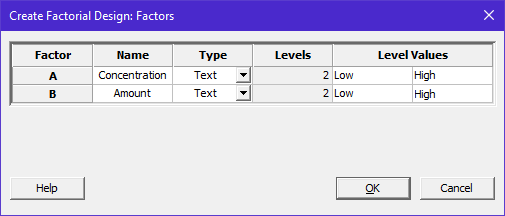 Create Factorial Design: Factors
Factor Name Type Levels Level Values
A Concentration Text 2 Low High
B Amount Text 2 Low High
Help OK Cancel